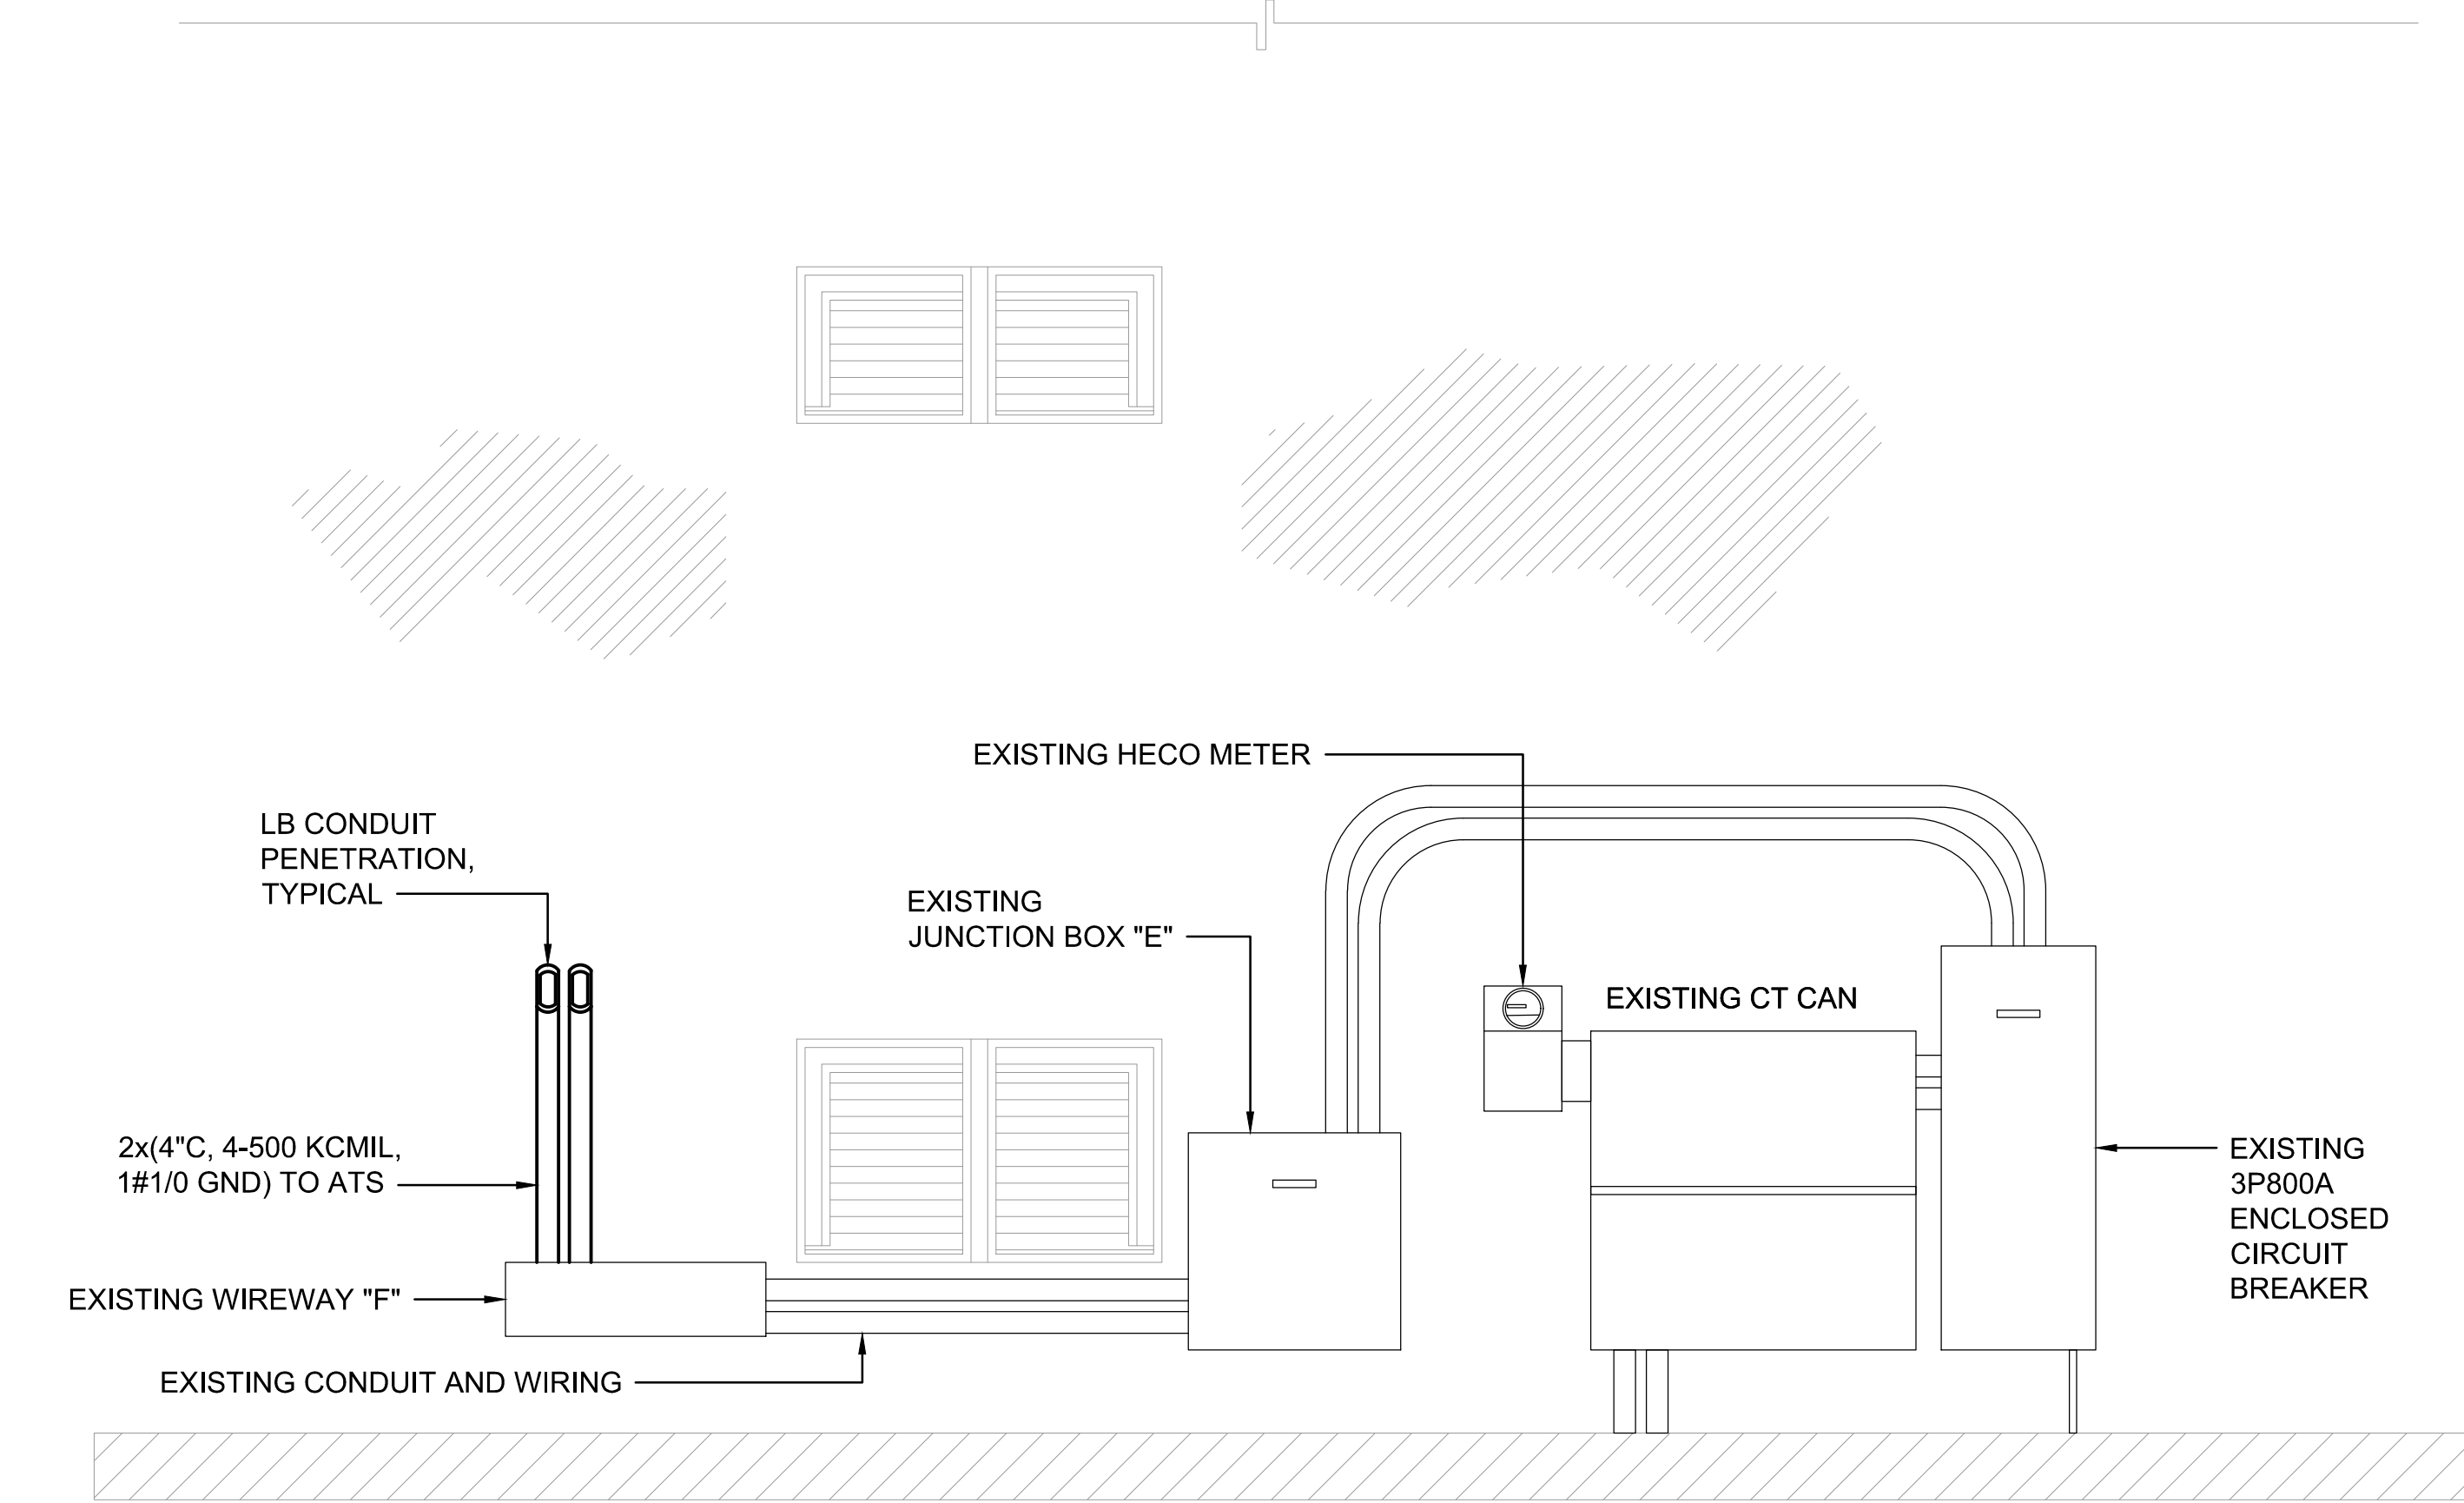 EXISTING HECO METER
LB CONDUIT
PENETRATION,
TYPICAL
EXISTING
JUNCTION BOX "E"
EXISTING CT CAN
2x(4"C, 4-500 KCMIL,
1#1/0 GND) TO ATS
EXISTING
3P800A
ENCLOSED
CIRCUIT
BREAKER
EXISTING WIREWAY "F"
EXISTING CONDUIT AND WIRING